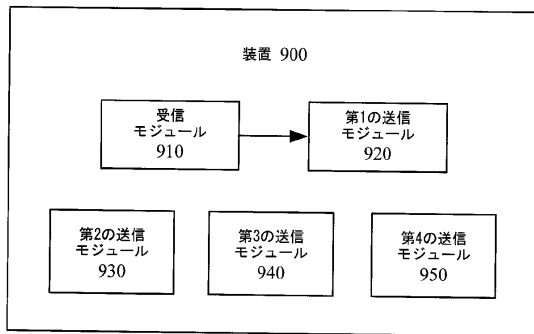 装置 900
受信
モジュール
910
第1の送信
モジュール
920
第2の送信
モジュール
930
第3の送信
モジュール
940
第4の送信
モジュール
950